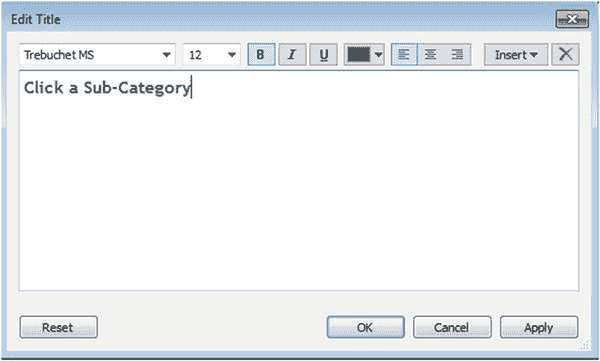 Edit Title
Trebuchet MS 12 B I U Insert
Click a Sub-Category
Reset OK Cancel Apply